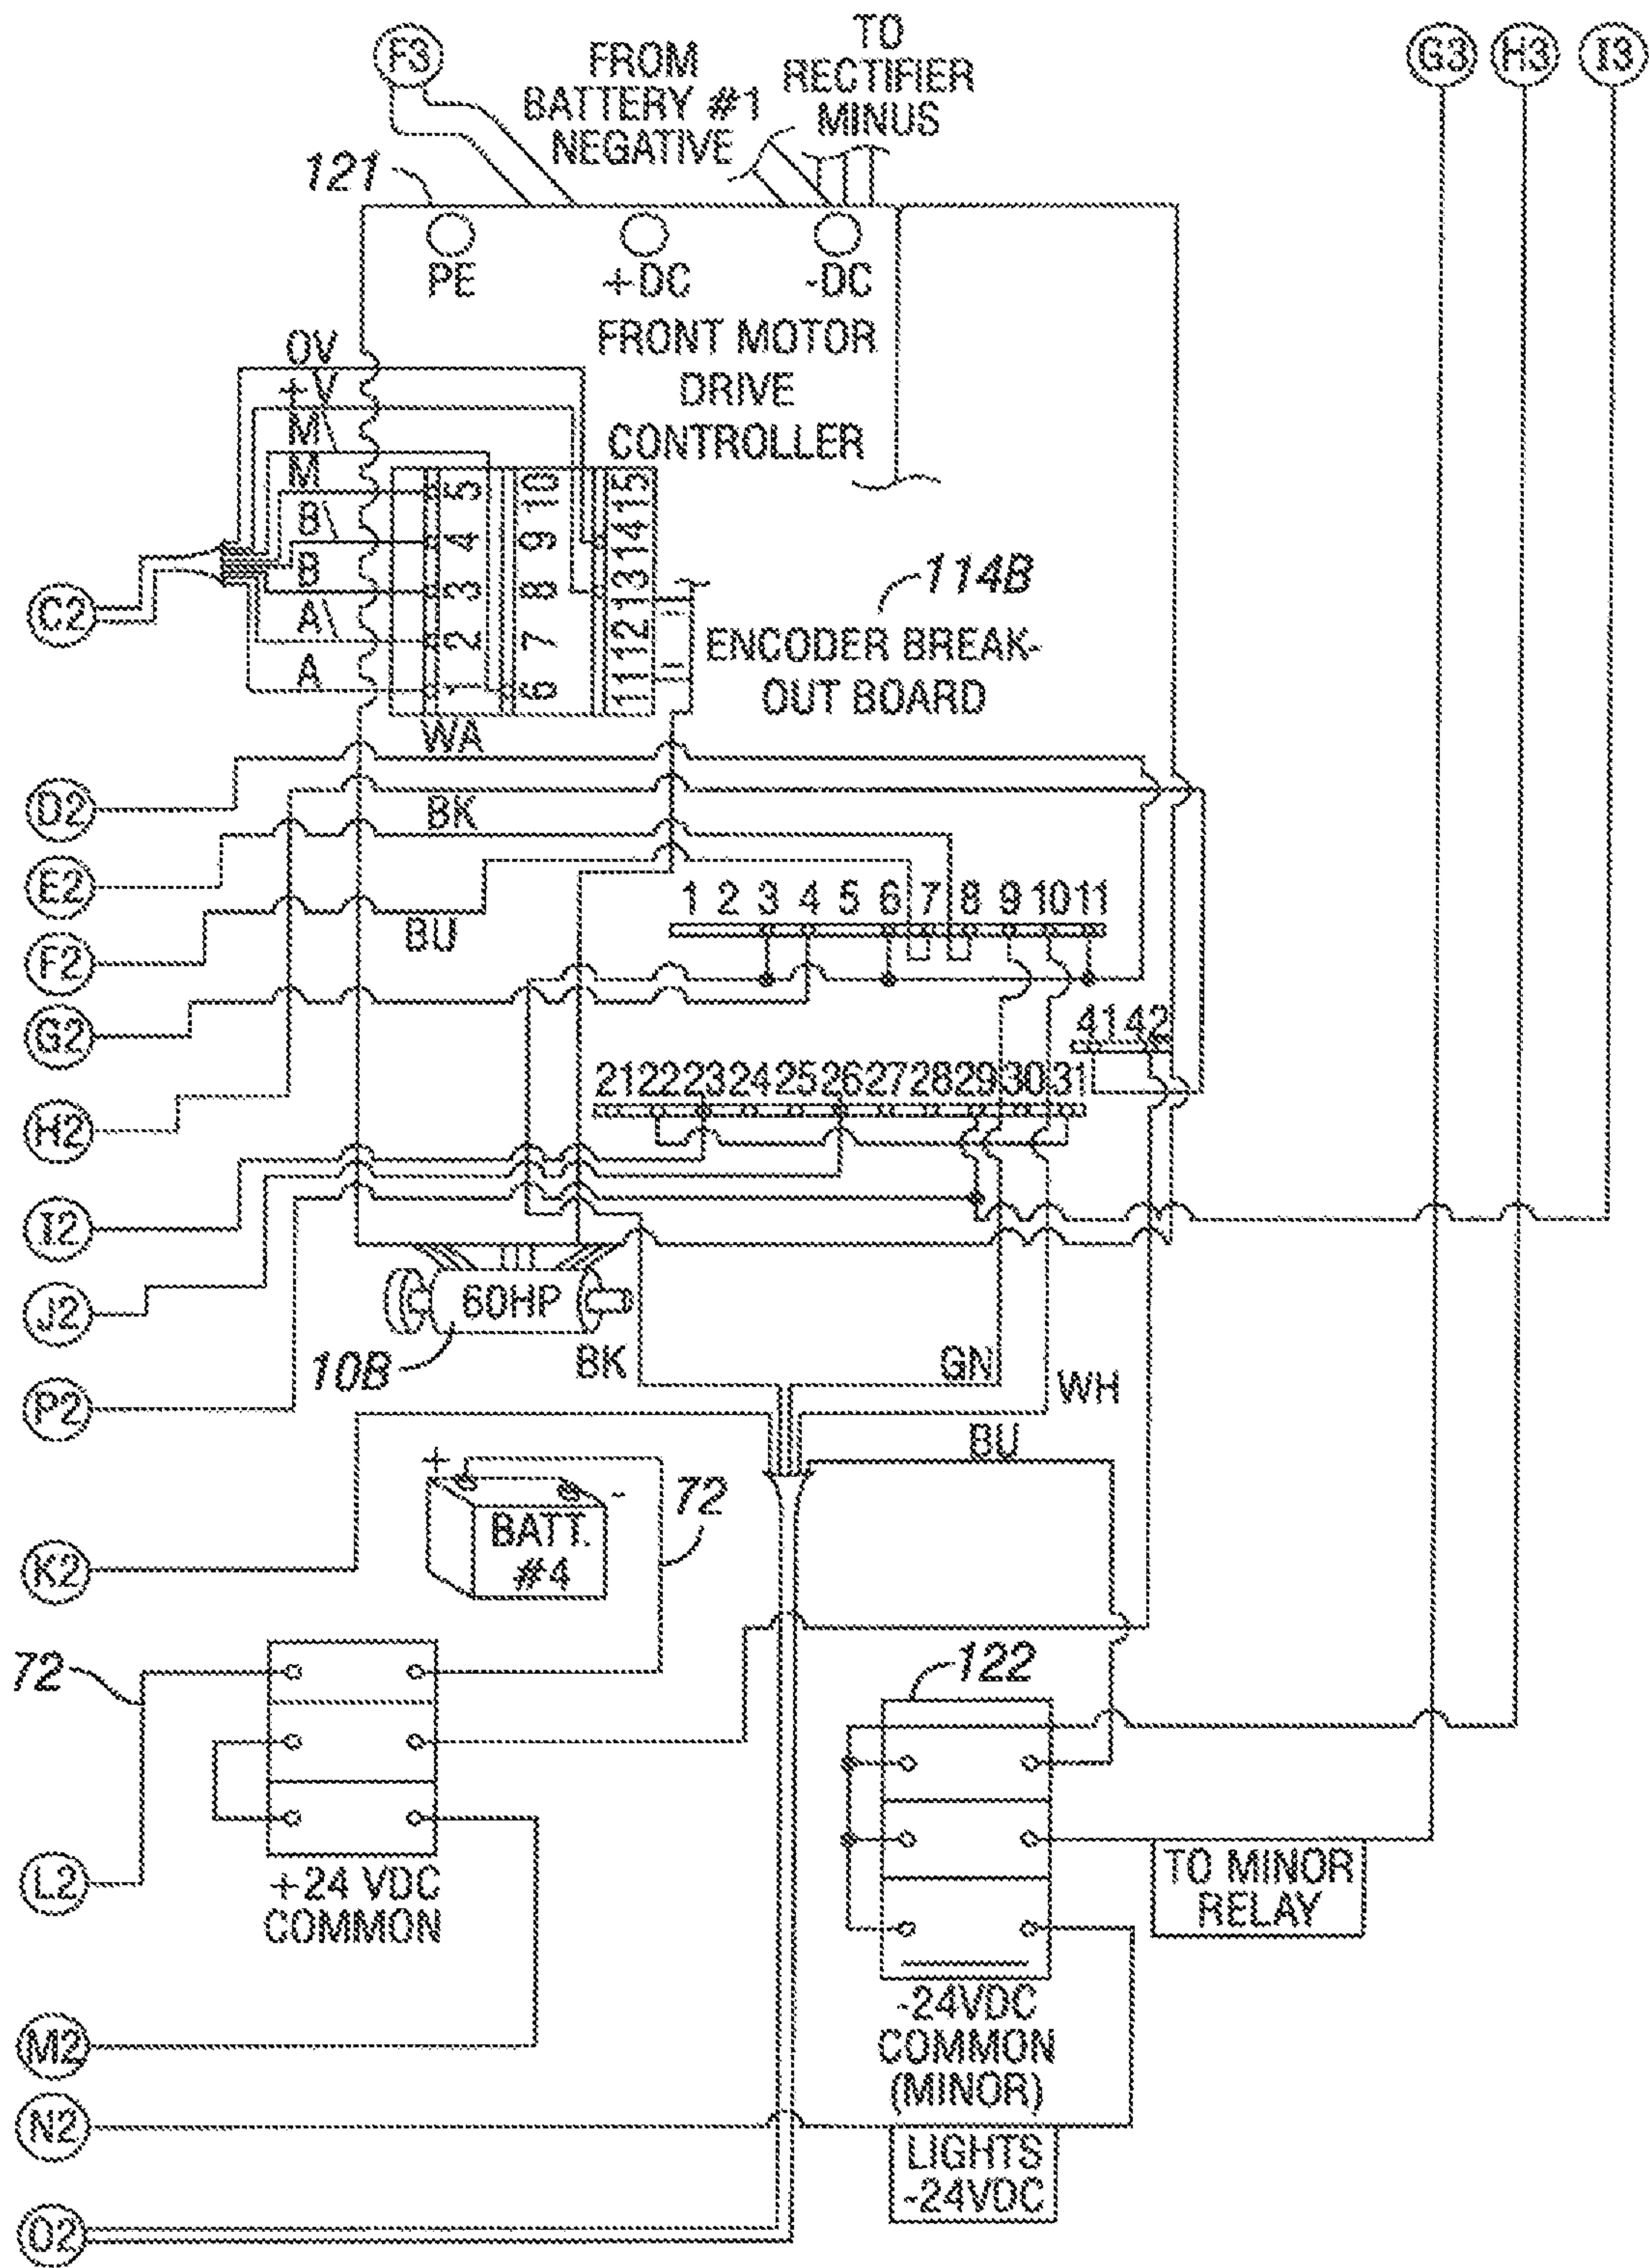 F3
FROM
BATTERY #1
NEGATIVE
TO
RECTIFIER
MINUS
G3
H3
I3
121
PE
+DC
-DC
FRONT MOTOR
DRIVE
CONTROLLER
OV
+V
M\
M
B\
B
A\
A
C2
5
4
3
2
1
10
9
8
7
6
15
14
13
12
11
114B
ENCODER BREAK-
OUT BOARD
WA
D2
BK
E2
BU
F2
1 2 3 4 5 6 7 8 9 10 11
G2
41 42
21 22 23 24 25 26 27 28 29 30 31
H2
I2
J2
60HP
10B
BK
GN
WH
P2
BU
+
-
BATT.
#4
72
K2
72
122
L2
+24 VDC
COMMON
TO MINOR
RELAY
M2
-24VDC
COMMON
(MINOR)
N2
LIGHTS
-24VDC
O2